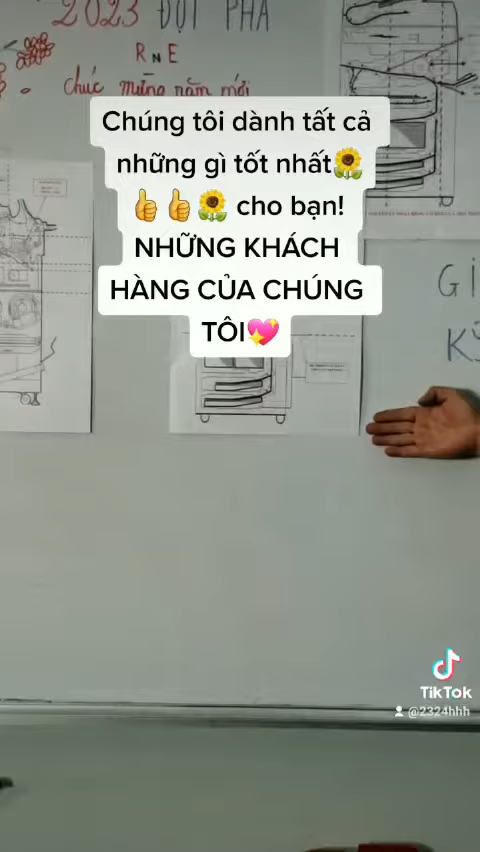 2023 ĐỘT PHÁ
R N E
chúc mừng năm mới
Chúng tôi dành tất cả
những gì tốt nhất🌻
👍👍🌻 cho bạn!
NHỮNG KHÁCH
HÀNG CỦA CHÚNG
TÔI💖
GI
KỸ
TikTok
@2324hhh